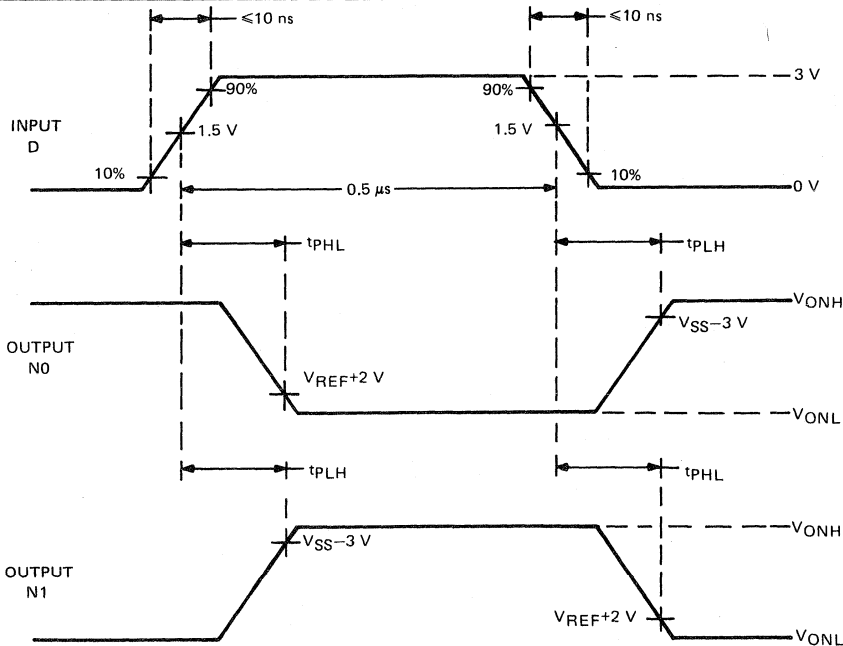 ≤10 ns
≤10 ns
3 V
90%
90%
INPUT
D
1.5 V
1.5 V
10%
10%
0.5 µs
0 V
tPHL
tPLH
VONH
VSS–3 V
OUTPUT
N0
VREF+2 V
VONL
tPLH
tPHL
VONH
VSS–3 V
OUTPUT
N1
VREF+2 V
VONL